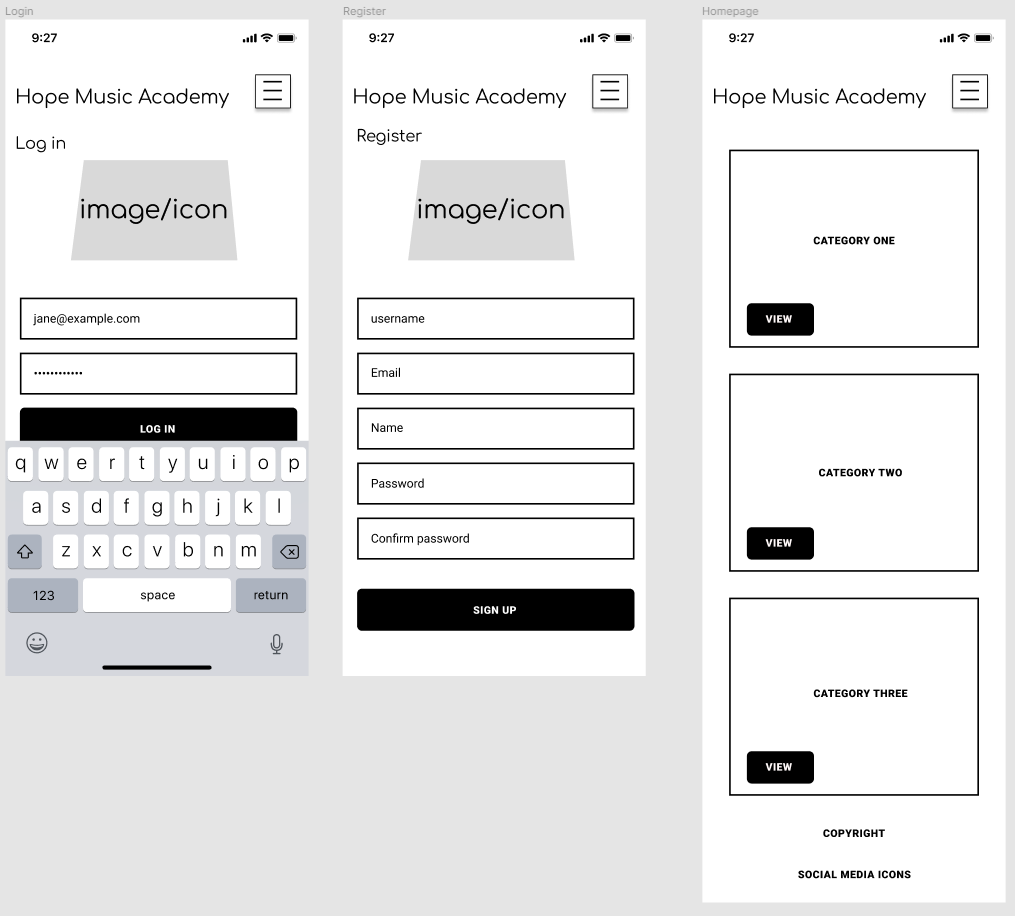 Login
9:27
Hope Music Academy
Log in
image/icon
jane@example.com
••••••••••••
LOG IN
q w e r t y u i o p
a s d f g h j k l
z x c v b n m
123 space return
Register
9:27
Hope Music Academy
Register
image/icon
username
Email
Name
Password
Confirm password
SIGN UP
Homepage
9:27
Hope Music Academy
CATEGORY ONE
VIEW
CATEGORY TWO
VIEW
CATEGORY THREE
VIEW
COPYRIGHT
SOCIAL MEDIA ICONS